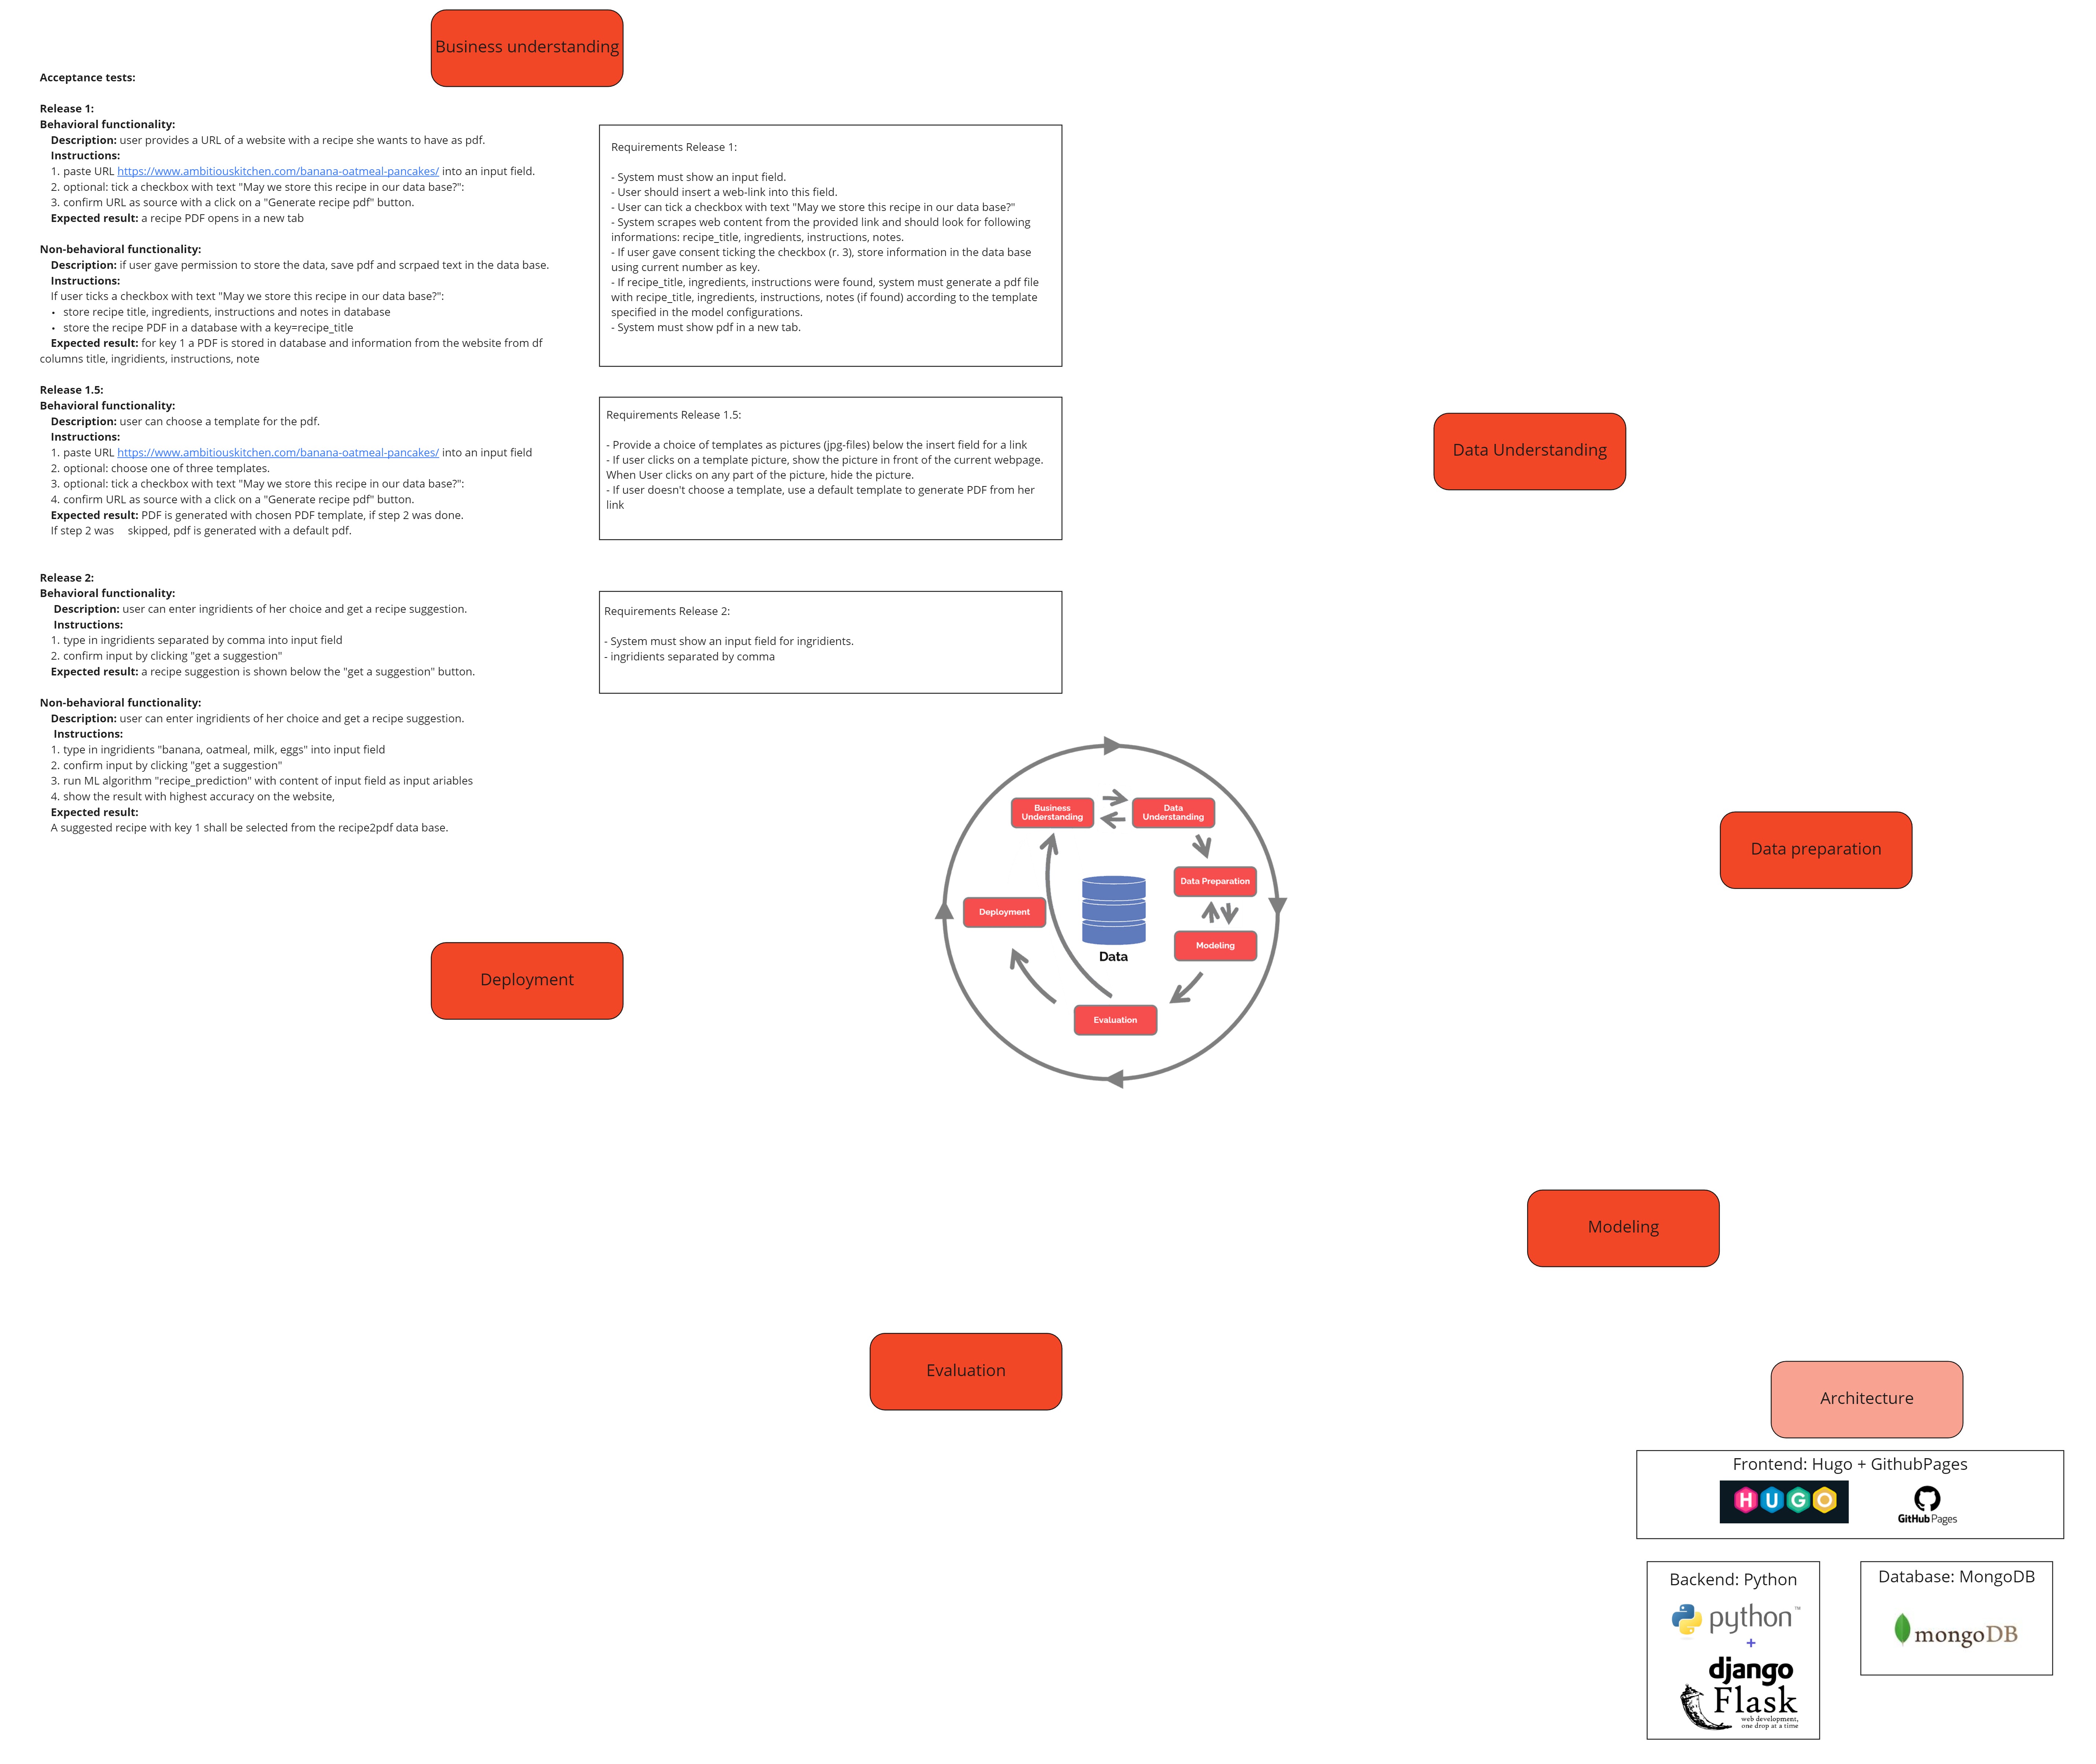 Business understanding
Acceptance tests:
Release 1:
Behavioral functionality:
Description: user provides a URL of a website with a recipe she wants to have as pdf.
Instructions:
1. paste URL https://www.ambitiouskitchen.com/banana-oatmeal-pancakes/ into an input field.
2. optional: tick a checkbox with text "May we store this recipe in our data base?":
3. confirm URL as source with a click on a "Generate recipe pdf" button.
Expected result: a recipe PDF opens in a new tab
Non-behavioral functionality:
Description: if user gave permission to store the data, save pdf and scrpaed text in the data base.
Instructions:
If user ticks a checkbox with text "May we store this recipe in our data base?":
• store recipe title, ingredients, instructions and notes in database
• store the recipe PDF in a database with a key=recipe_title
Expected result: for key 1 a PDF is stored in database and information from the website from df
columns title, ingridients, instructions, note
Release 1.5:
Behavioral functionality:
Description: user can choose a template for the pdf.
Instructions:
1. paste URL https://www.ambitiouskitchen.com/banana-oatmeal-pancakes/ into an input field
2. optional: choose one of three templates.
3. optional: tick a checkbox with text "May we store this recipe in our data base?":
4. confirm URL as source with a click on a "Generate recipe pdf" button.
Expected result: PDF is generated with chosen PDF template, if step 2 was done.
If step 2 was skipped, pdf is generated with a default pdf.
Release 2:
Behavioral functionality:
Description: user can enter ingridients of her choice and get a recipe suggestion.
Instructions:
1. type in ingridients separated by comma into input field
2. confirm input by clicking "get a suggestion"
Expected result: a recipe suggestion is shown below the "get a suggestion" button.
Non-behavioral functionality:
Description: user can enter ingridients of her choice and get a recipe suggestion.
Instructions:
1. type in ingridients "banana, oatmeal, milk, eggs" into input field
2. confirm input by clicking "get a suggestion"
3. run ML algorithm "recipe_prediction" with content of input field as input ariables
4. show the result with highest accuracy on the website,
Expected result:
A suggested recipe with key 1 shall be selected from the recipe2pdf data base.
Requirements Release 1:
- System must show an input field.
- User should insert a web-link into this field.
- User can tick a checkbox with text "May we store this recipe in our data base?"
- System scrapes web content from the provided link and should look for following
informations: recipe_title, ingredients, instructions, notes.
- If user gave consent ticking the checkbox (r. 3), store information in the data base
using current number as key.
- If recipe_title, ingredients, instructions were found, system must generate a pdf file
with recipe_title, ingredients, instructions, notes (if found) according to the template
specified in the model configurations.
- System must show pdf in a new tab.
Requirements Release 1.5:
- Provide a choice of templates as pictures (jpg-files) below the insert field for a link
- If user clicks on a template picture, show the picture in front of the current webpage.
When User clicks on any part of the picture, hide the picture.
- If user doesn't choose a template, use a default template to generate PDF from her
link
Requirements Release 2:
- System must show an input field for ingridients.
- ingridients separated by comma
Data Understanding
Data preparation
Business
Understanding
Data
Understanding
Data Preparation
Deployment
Modeling
Data
Evaluation
Deployment
Modeling
Evaluation
Architecture
Frontend: Hugo + GithubPages
HUGO
GitHub Pages
Backend: Python
python™
+
django
Flask
web development,
one drop at a time
Database: MongoDB
mongoDB